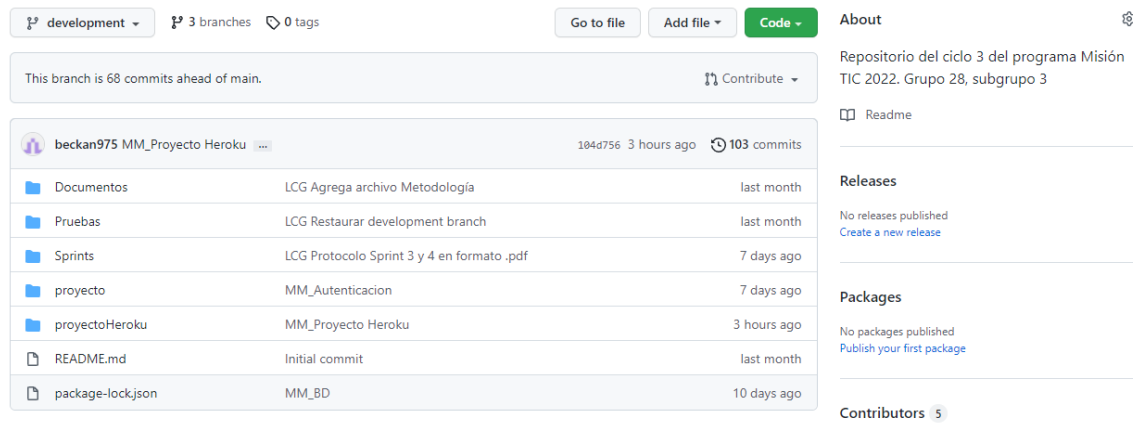 development 3 branches 0 tags Go to file Add file Code
This branch is 68 commits ahead of main. Contribute
beckan975 MM_Proyecto Heroku ... 104d756 3 hours ago 103 commits
Documentos LCG Agrega archivo Metodología last month
Pruebas LCG Restaurar development branch last month
Sprints LCG Protocolo Sprint 3 y 4 en formato .pdf 7 days ago
proyecto MM_Autenticacion 7 days ago
proyectoHeroku MM_Proyecto Heroku 3 hours ago
README.md Initial commit last month
package-lock.json MM_BD 10 days ago
About
Repositorio del ciclo 3 del programa Misión
TIC 2022. Grupo 28, subgrupo 3
Readme
Releases
No releases published
Create a new release
Packages
No packages published
Publish your first package
Contributors 5